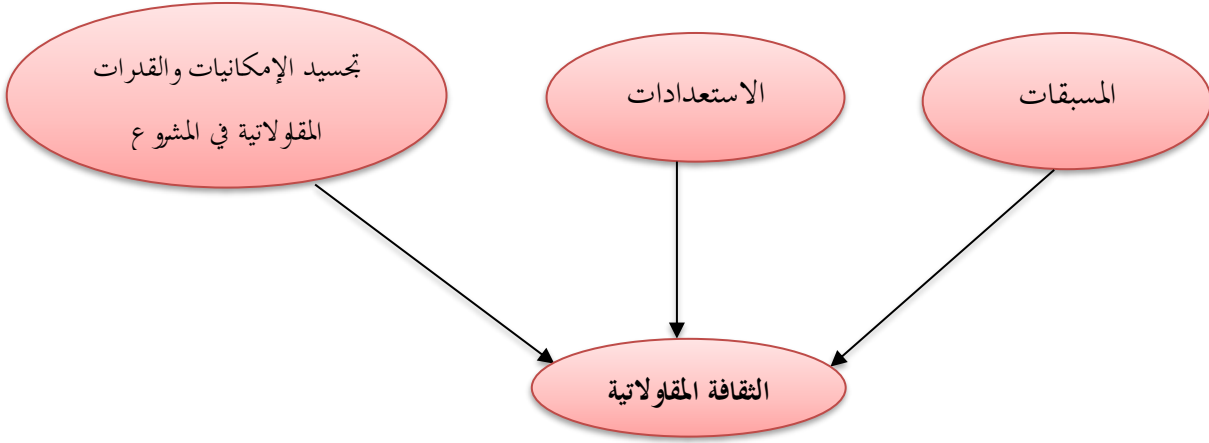 المسبقات
الاستعدادات
تجسيد الإمكانيات والقدرات
المقاولاتية في المشروع
الثقافة المقاولاتية